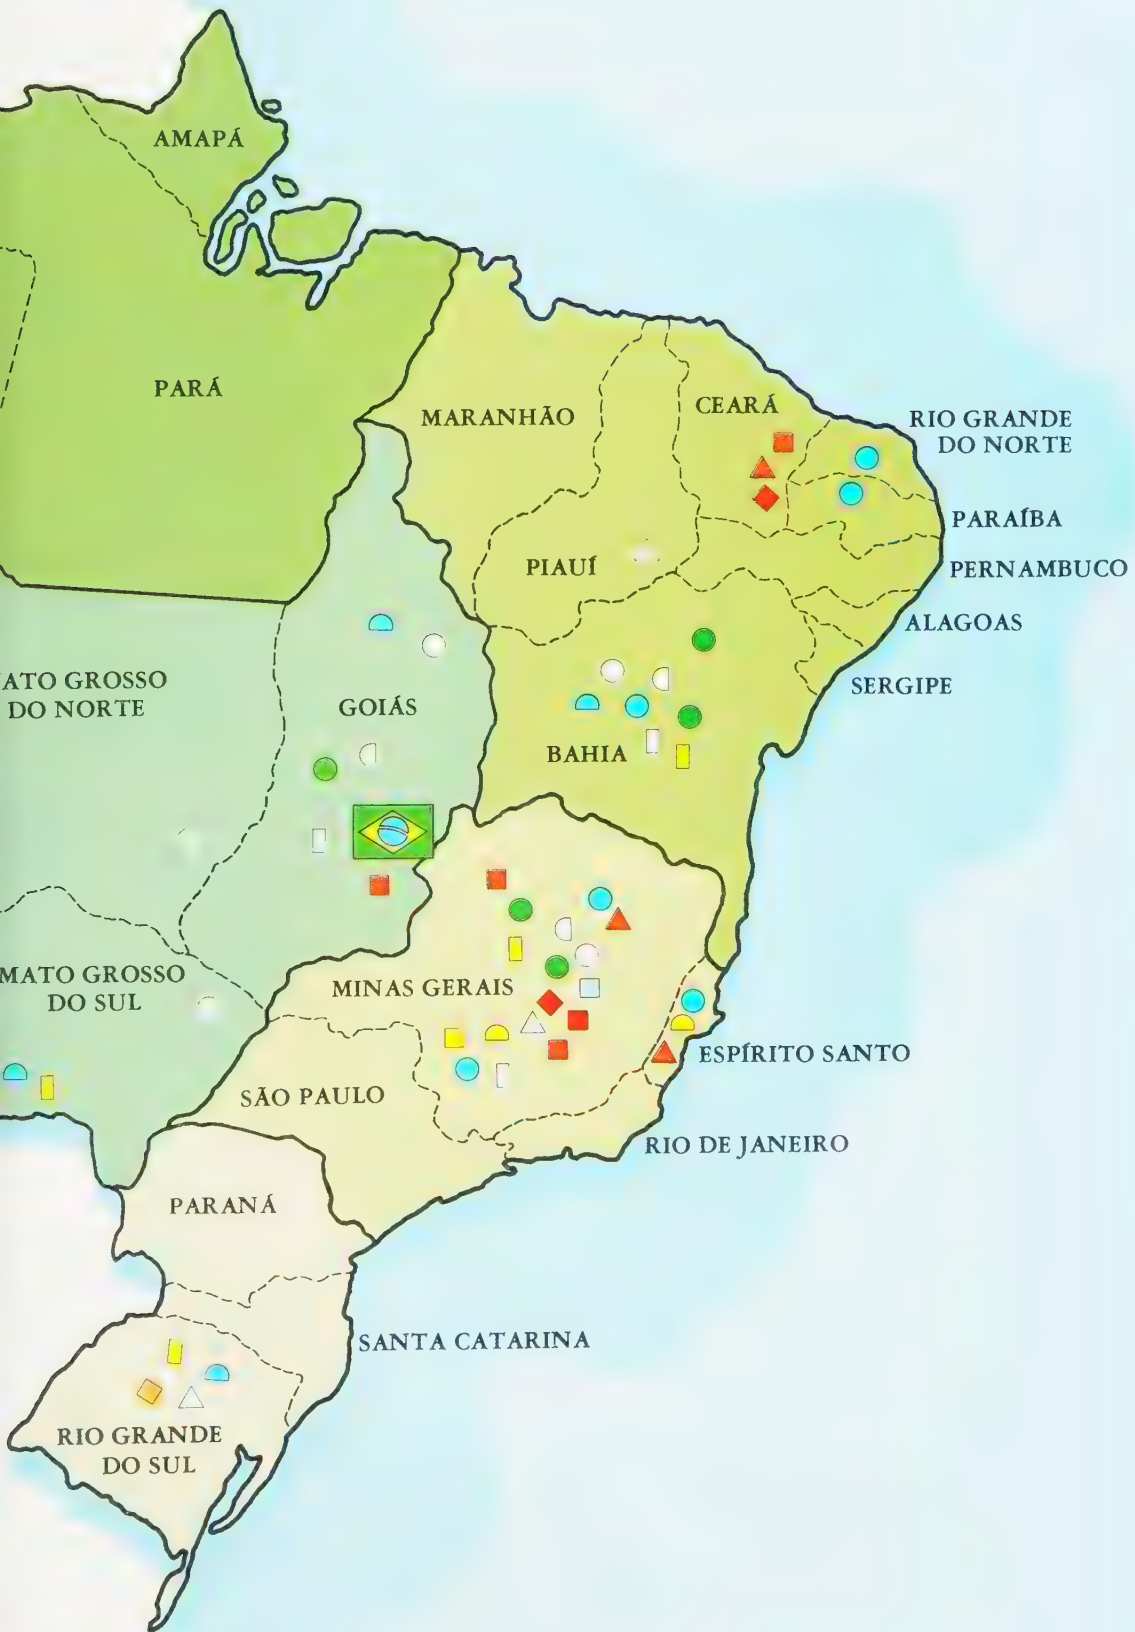 AMAPÁ
PARÁ
MARANHÃO
CEARÁ
RIO GRANDE
DO NORTE
PARAÍBA
PIAUÍ
PERNAMBUCO
ALAGOAS
SERGIPE
ATO GROSSO
DO NORTE
GOIÁS
BAHIA
MATO GROSSO
DO SUL
MINAS GERAIS
ESPÍRITO SANTO
SÃO PAULO
RIO DE JANEIRO
PARANÁ
SANTA CATARINA
RIO GRANDE
DO SUL